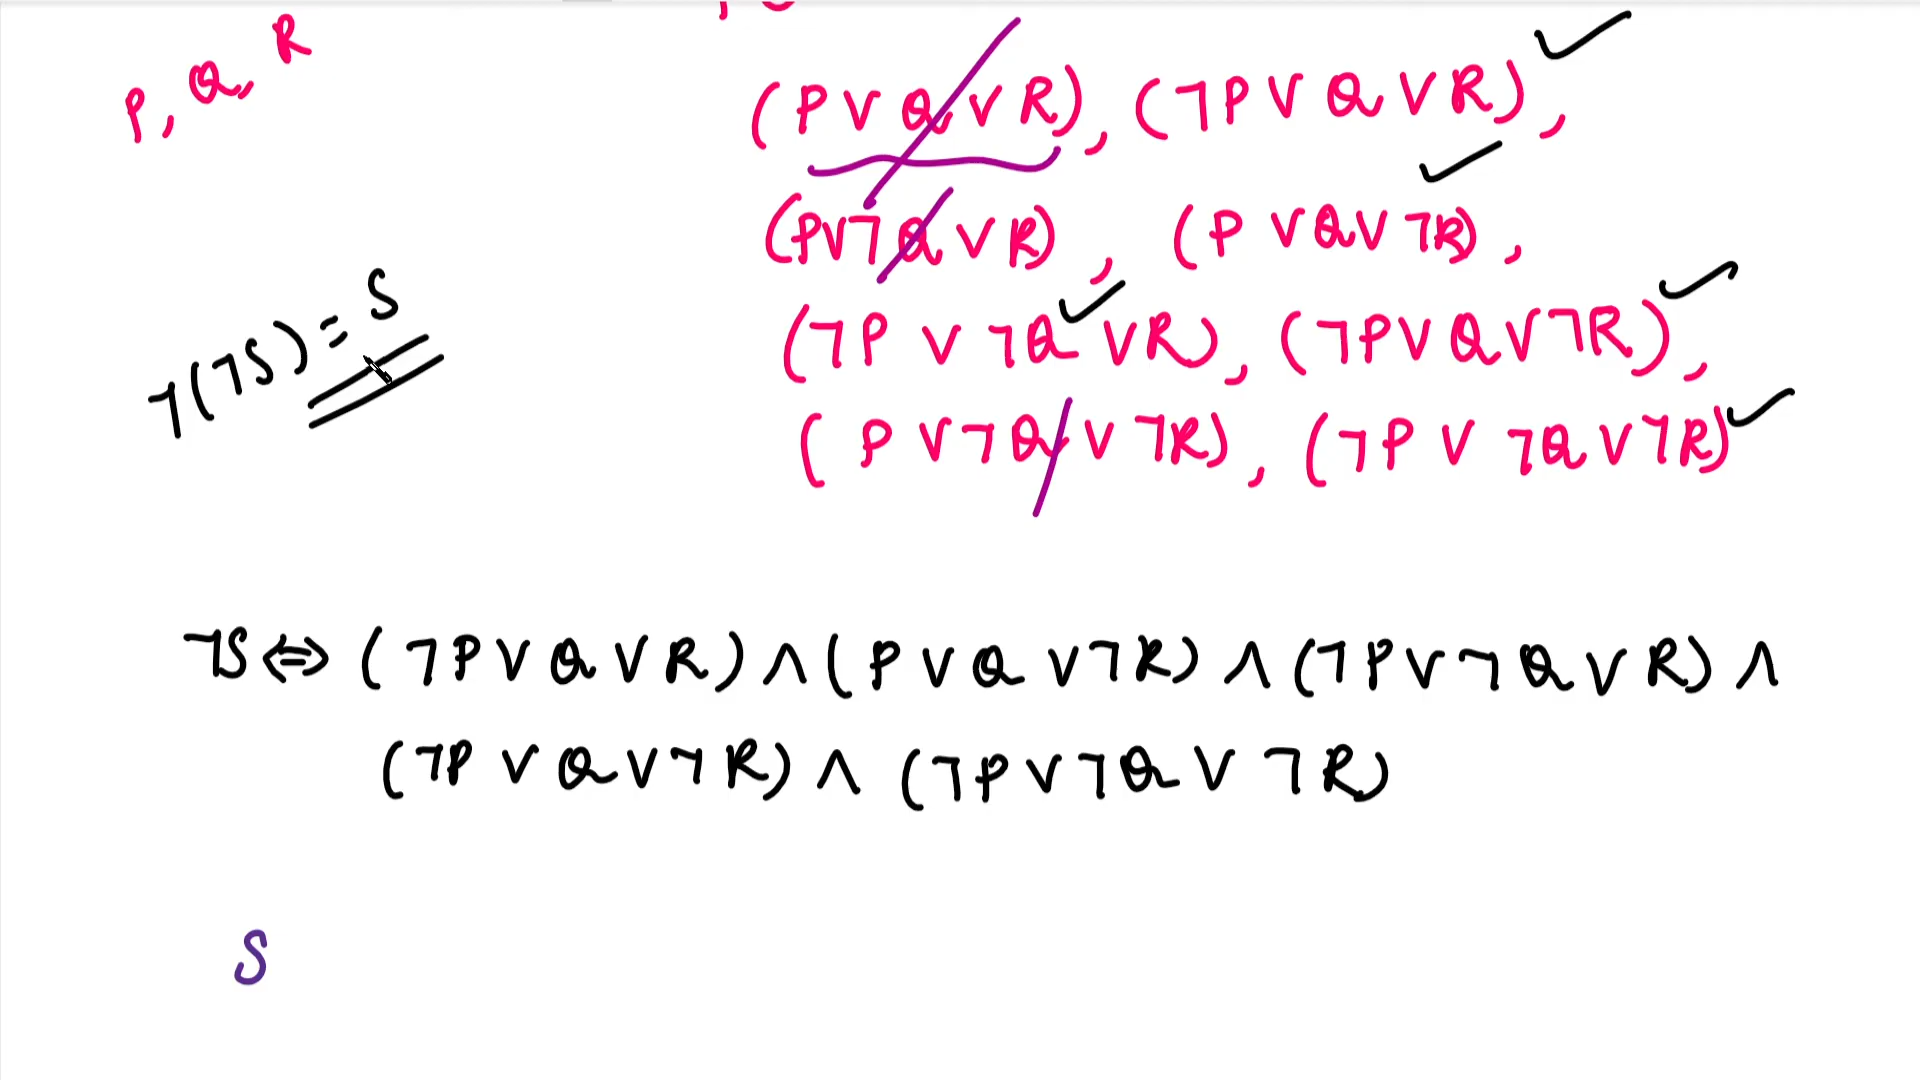 P, Q, R
(P ∨ Q ∨ R), (¬P ∨ Q ∨ R),
(P ∨ ¬Q ∨ R), (P ∨ Q ∨ ¬R),
¬(¬S) = S
(¬P ∨ ¬Q ∨ R), (¬P ∨ Q ∨ ¬R),
(P ∨ ¬Q ∨ ¬R), (¬P ∨ ¬Q ∨ ¬R)
¬S ⇔ (¬P ∨ Q ∨ R) ∧ (P ∨ Q ∨ ¬R) ∧ (¬P ∨ ¬Q ∨ R) ∧
(¬P ∨ Q ∨ ¬R) ∧ (¬P ∨ ¬Q ∨ ¬R)
S